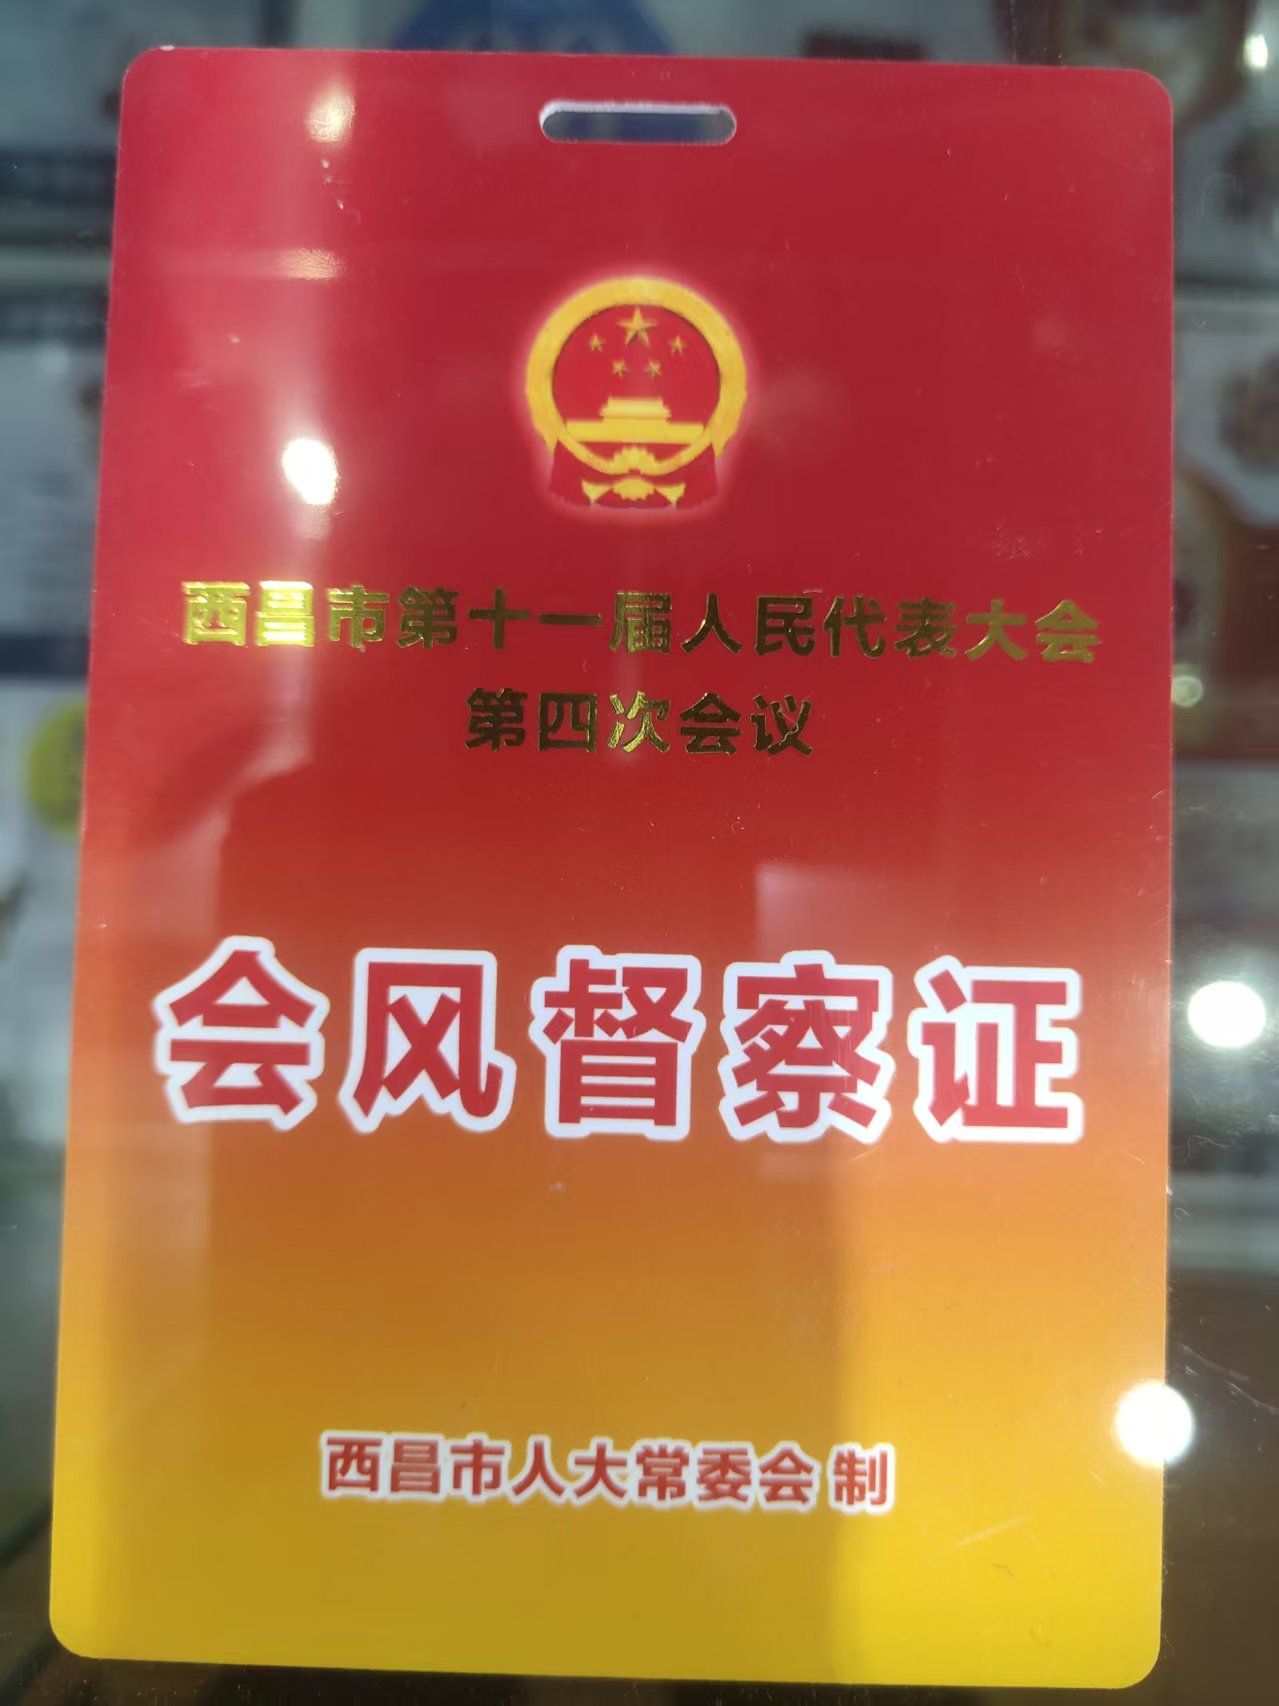 西昌市第十一届人民代表大会
第四次会议
会风督察证
西昌市人大常委会 制